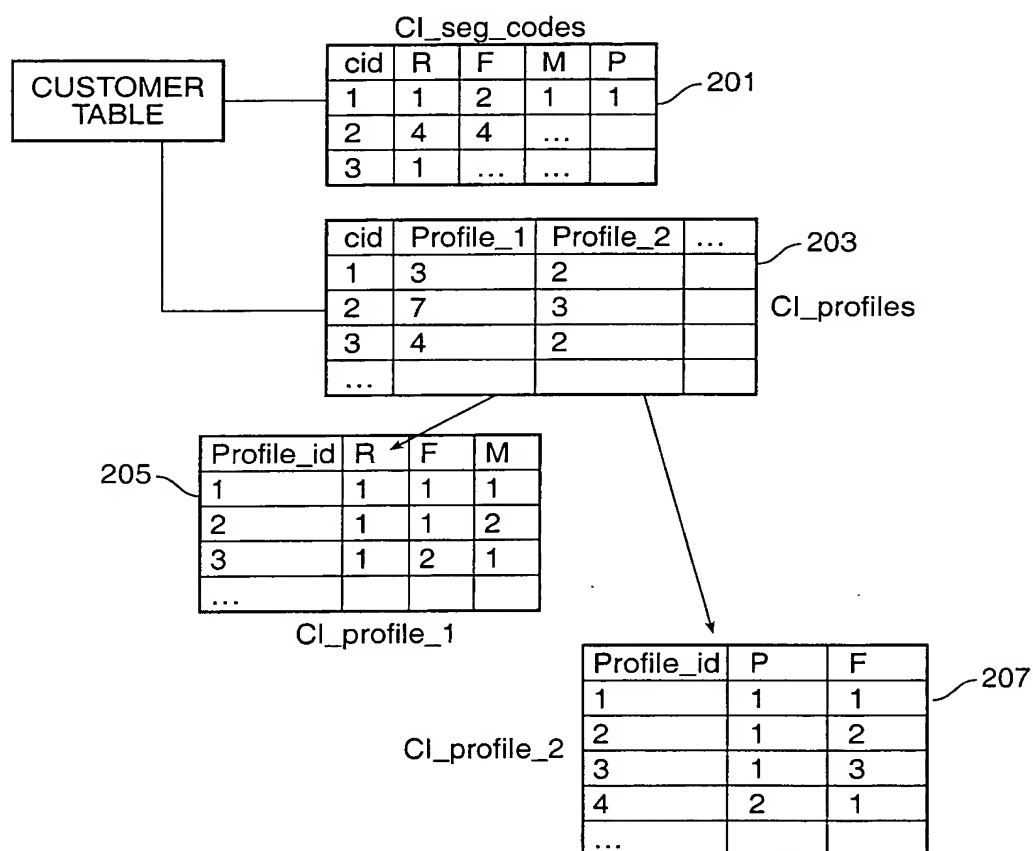 CI_seg_codes
CUSTOMER
TABLE
cid R F M P
1 1 2 1 1
2 4 4 ...
3 1 ... ...
201
cid Profile_1 Profile_2 ...
1 3 2
2 7 3
3 4 2
...
203
CI_profiles
205
Profile_id R F M
1 1 1 1
2 1 1 2
3 1 2 1
...
CI_profile_1
Profile_id P F
1 1 1
2 1 2
3 1 3
4 2 1
...
207
CI_profile_2